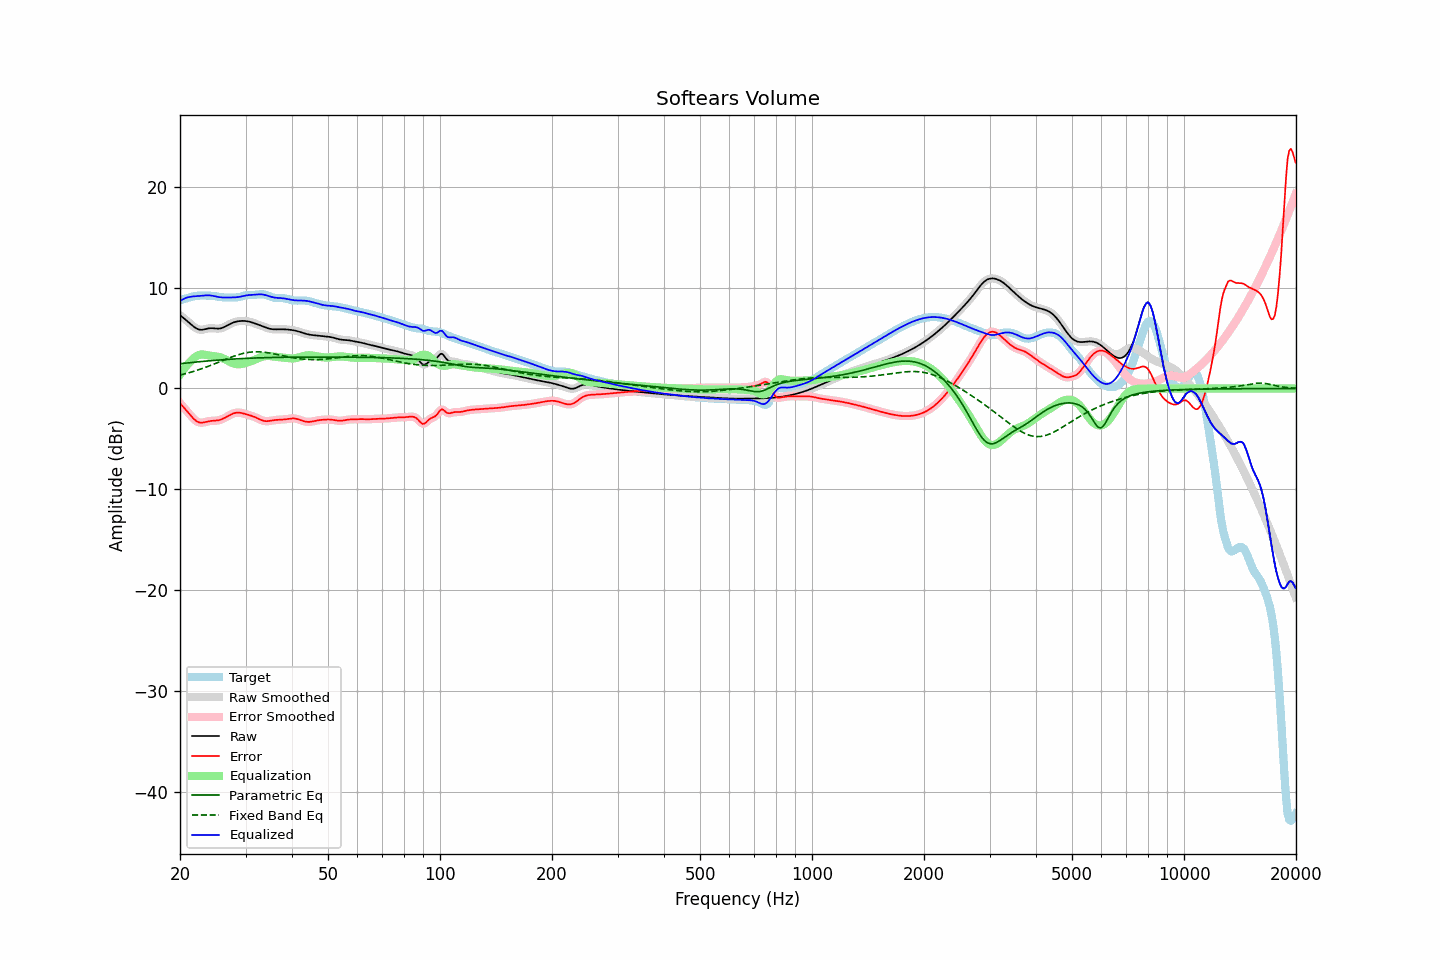 Softears Volume
Amplitude (dBr)
20
10
0
−10
−20
−30
−40
Target
Raw Smoothed
Error Smoothed
Raw
Error
Equalization
Parametric Eq
Fixed Band Eq
Equalized
20 50 100 200 500 1000 2000 5000 10000 20000
Frequency (Hz)